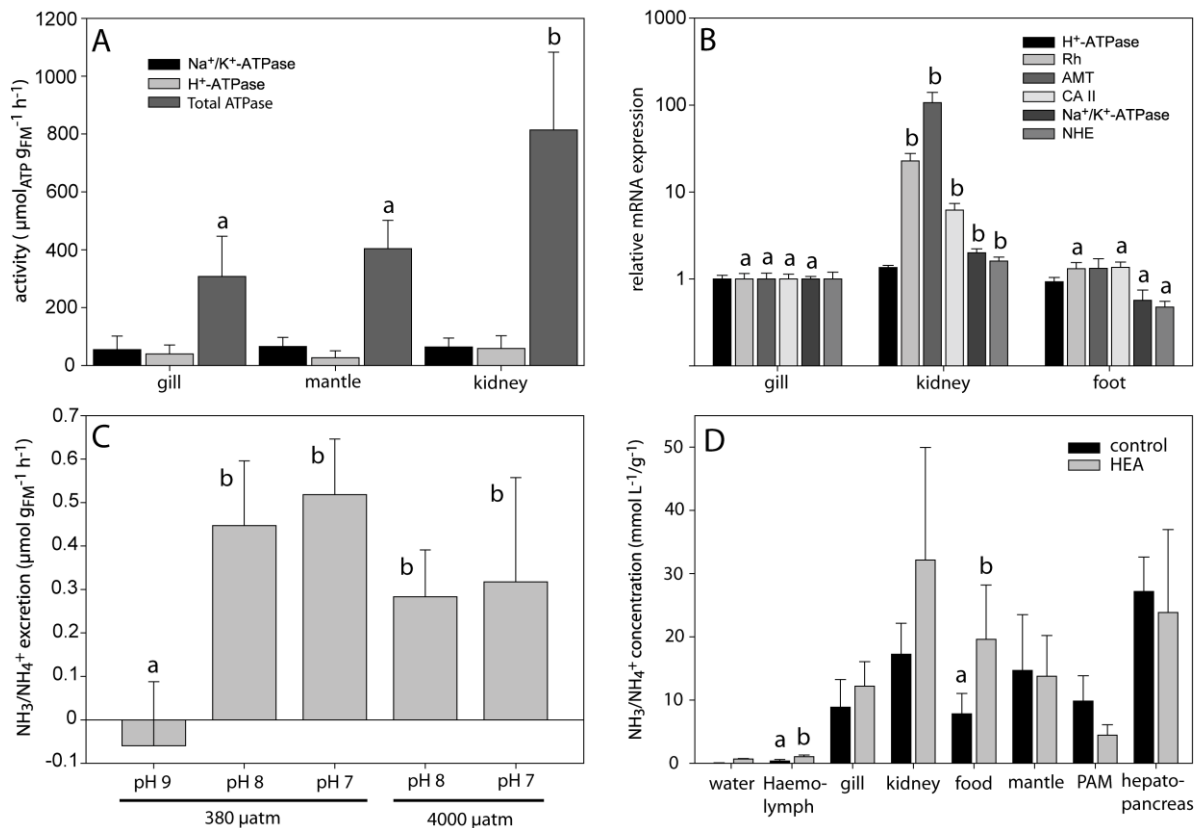 A
Na⁺/K⁺-ATPase
H⁺-ATPase
Total ATPase
activity ( µmol_ATP g_FM⁻¹ h⁻¹)
1200
1000
800
600
400
200
0
a
a
b
gill mantle kidney
B
H⁺-ATPase
Rh
AMT
CA II
Na⁺/K⁺-ATPase
NHE
relative mRNA expression
1000
100
10
1
a a a a
b b b b b
a a a a
gill kidney foot
C
NH₃/NH₄⁺ excretion (µmol g_FM⁻¹ h⁻¹)
0.7
0.6
0.5
0.4
0.3
0.2
0.1
0
-0.1
a b b b b
pH 9 pH 8 pH 7 pH 8 pH 7
380 µatm 4000 µatm
D
control
HEA
NH₃/NH₄⁺ concentration (mmol L⁻¹/g⁻¹)
50
40
30
20
10
0
a b a b
water Haemo-lymph gill kidney food mantle PAM hepato-pancreas